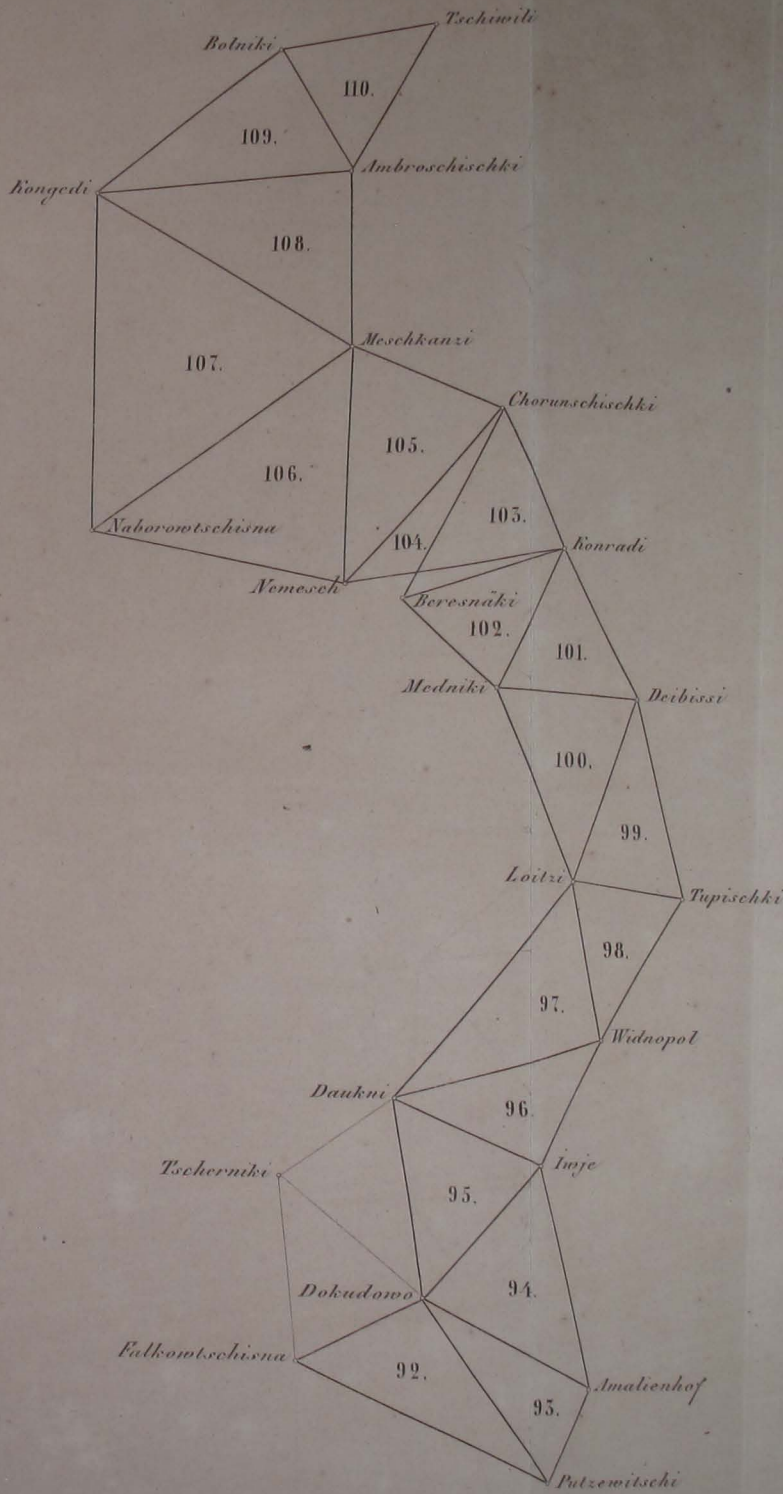 Tschiwili
Botniki
110.
109.
Ambroschischki
Kongedi
108.
Meschkanzi
107.
Chorunschischki
105.
106.
103.
Naborowtschisna
104.
Konradi
Nemesch
Beresnäki
102.
101.
Medniki
Deibissi
100.
99.
Loitzi
Tupischki
98.
97.
Widnopol
Daukni
96.
Iwje
Tscherniki
95.
94.
Dokudowo
Falkowtschisna
92.
Amalienhof
93.
Putzewitschi